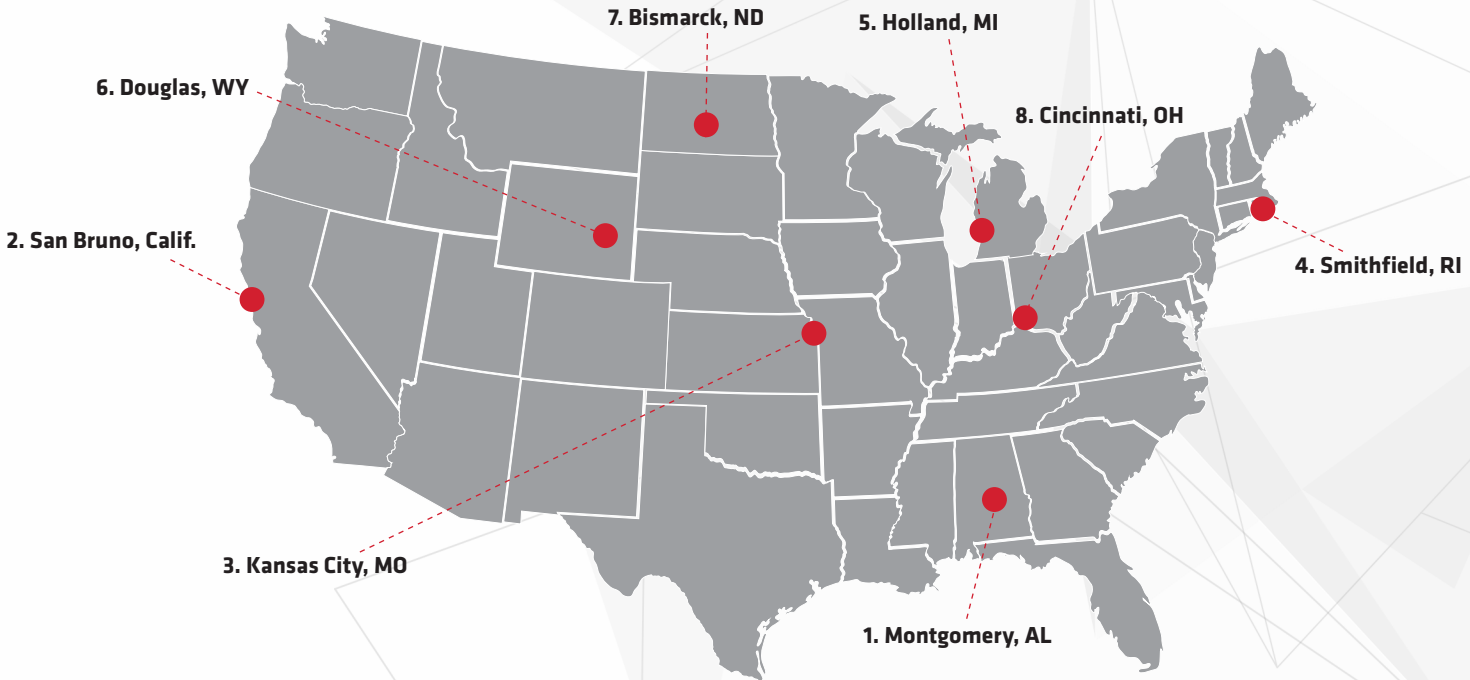 7. Bismarck, ND
5. Holland, MI
6. Douglas, WY
8. Cincinnati, OH
2. San Bruno, Calif.
4. Smithfield, RI
3. Kansas City, MO
1. Montgomery, AL